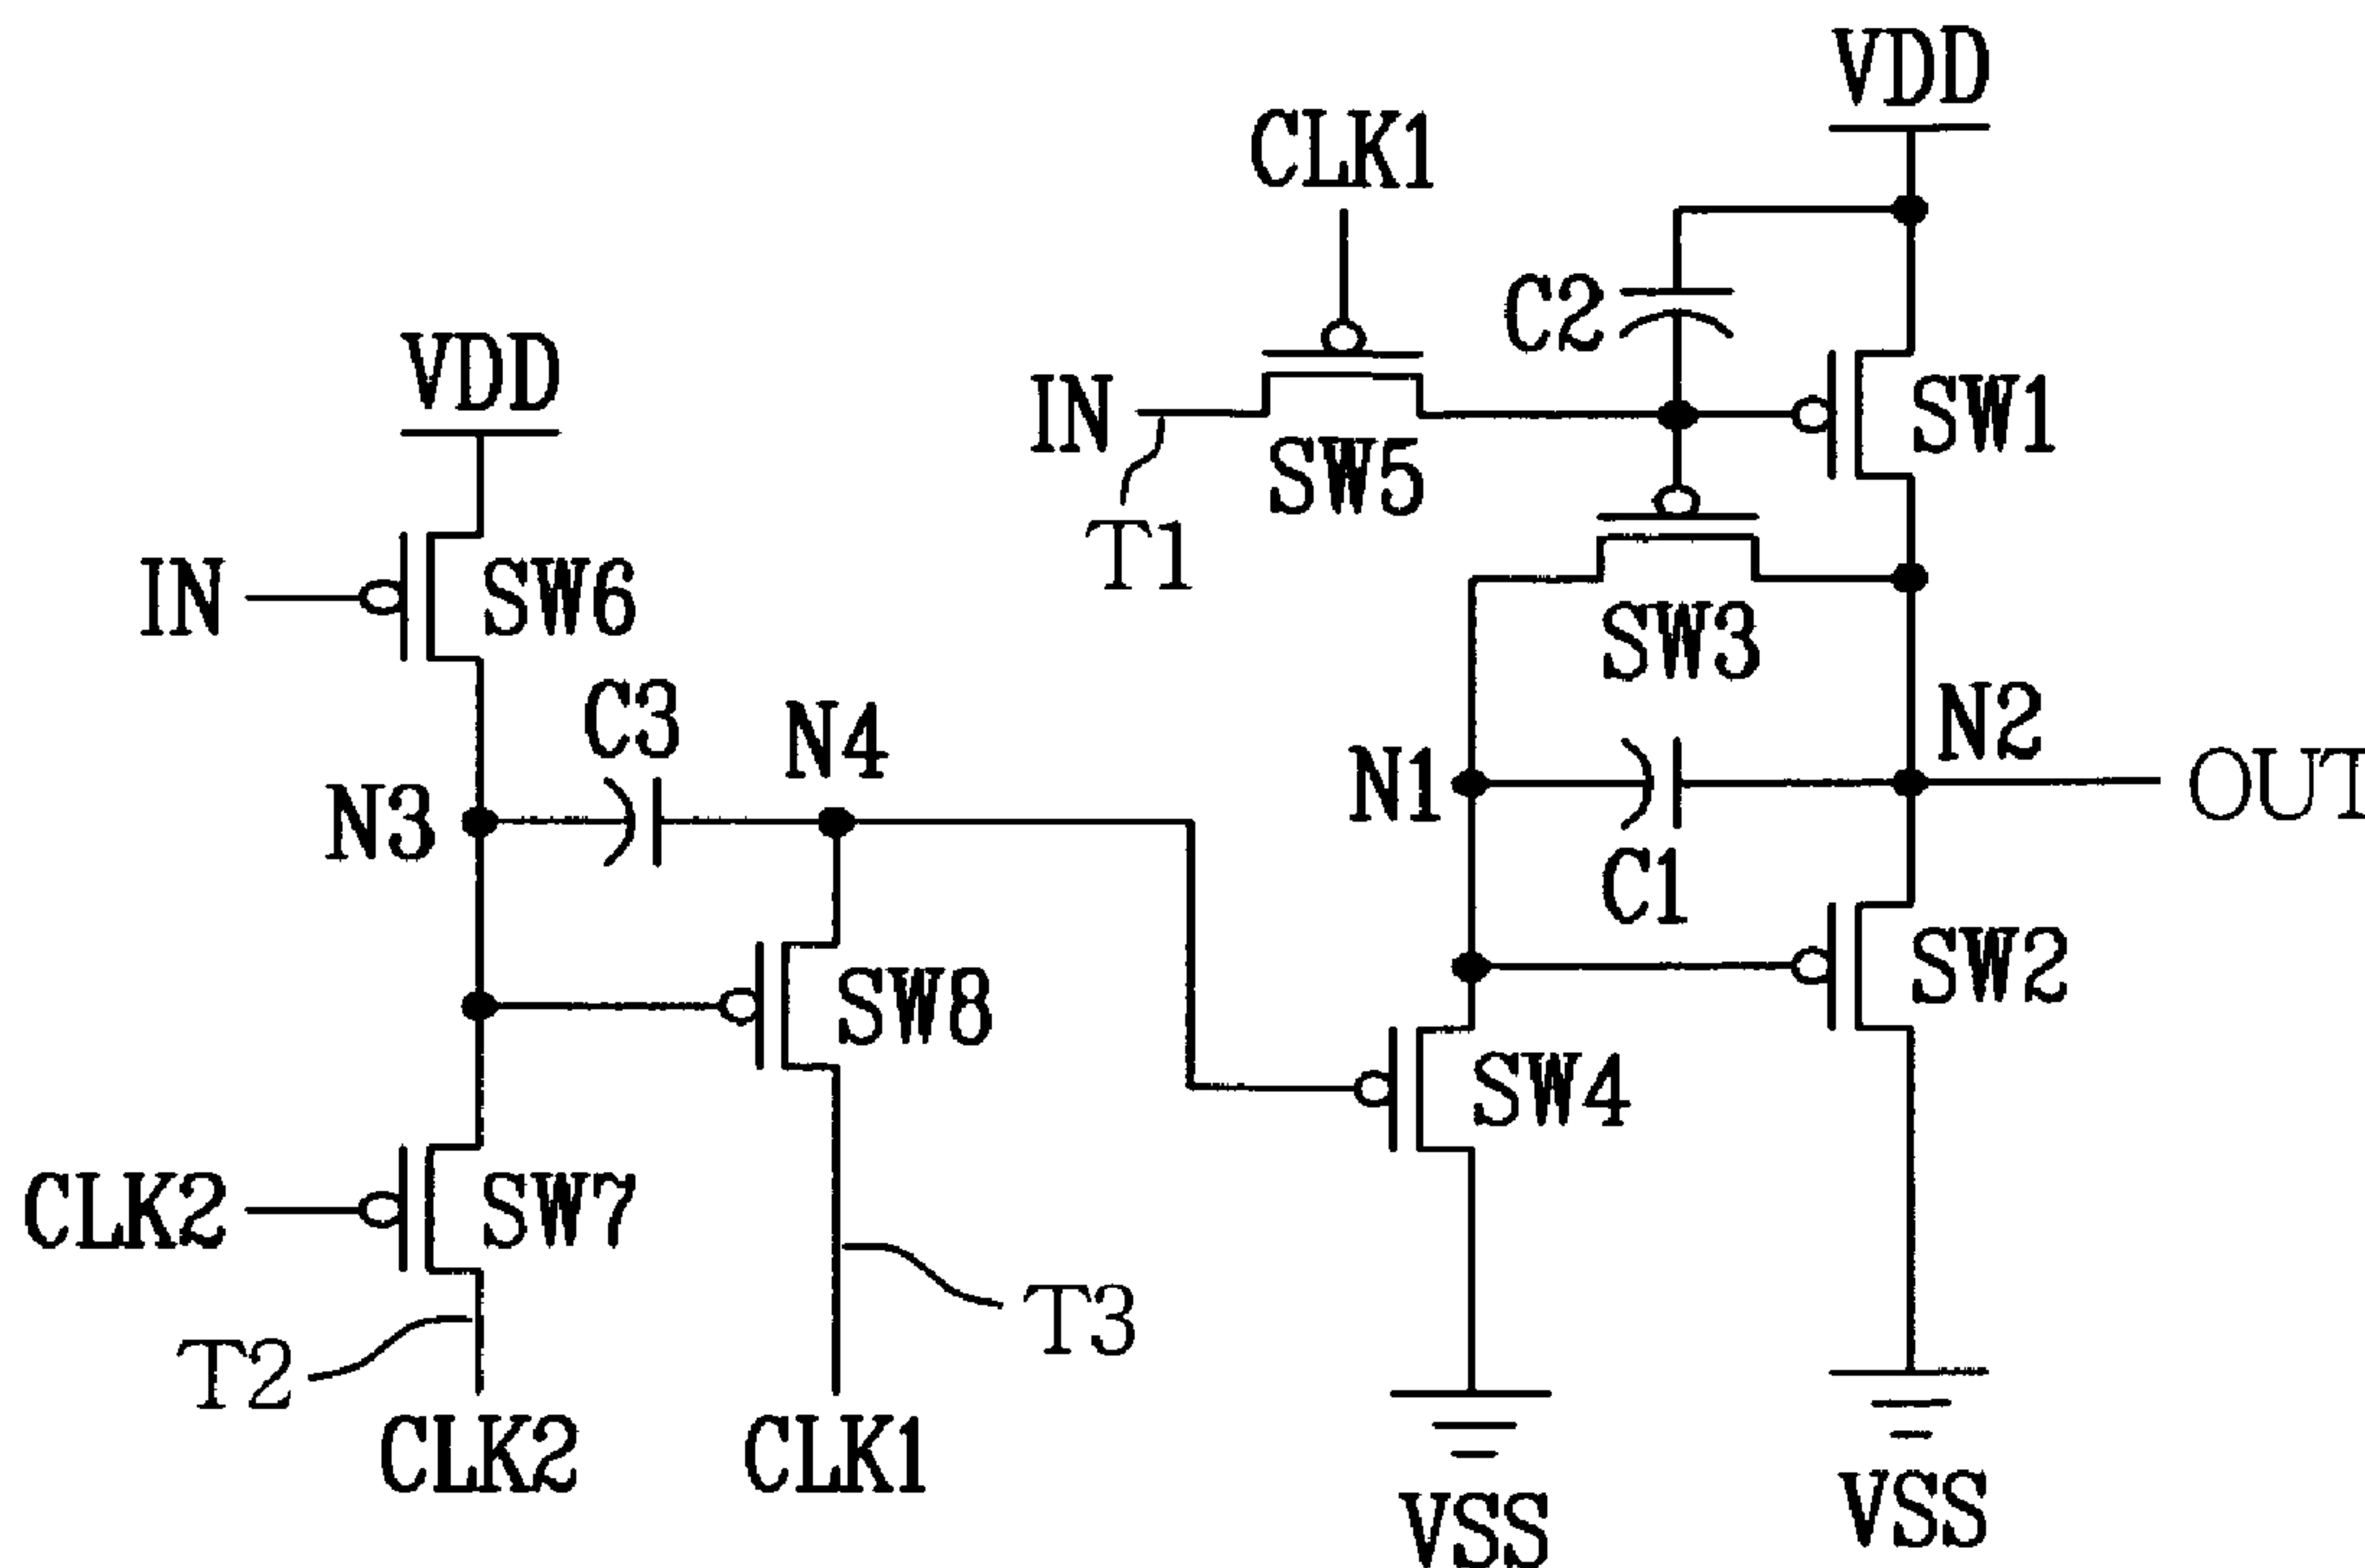 VDD
CLK1
C2
VDD
IN
SW5
SW1
T1
IN
SW6
SW3
C3
N4
N2
N3
N1
OUT
C1
SW8
SW2
SW4
CLK2
SW7
T3
T2
CLK2
CLK1
VSS
VSS